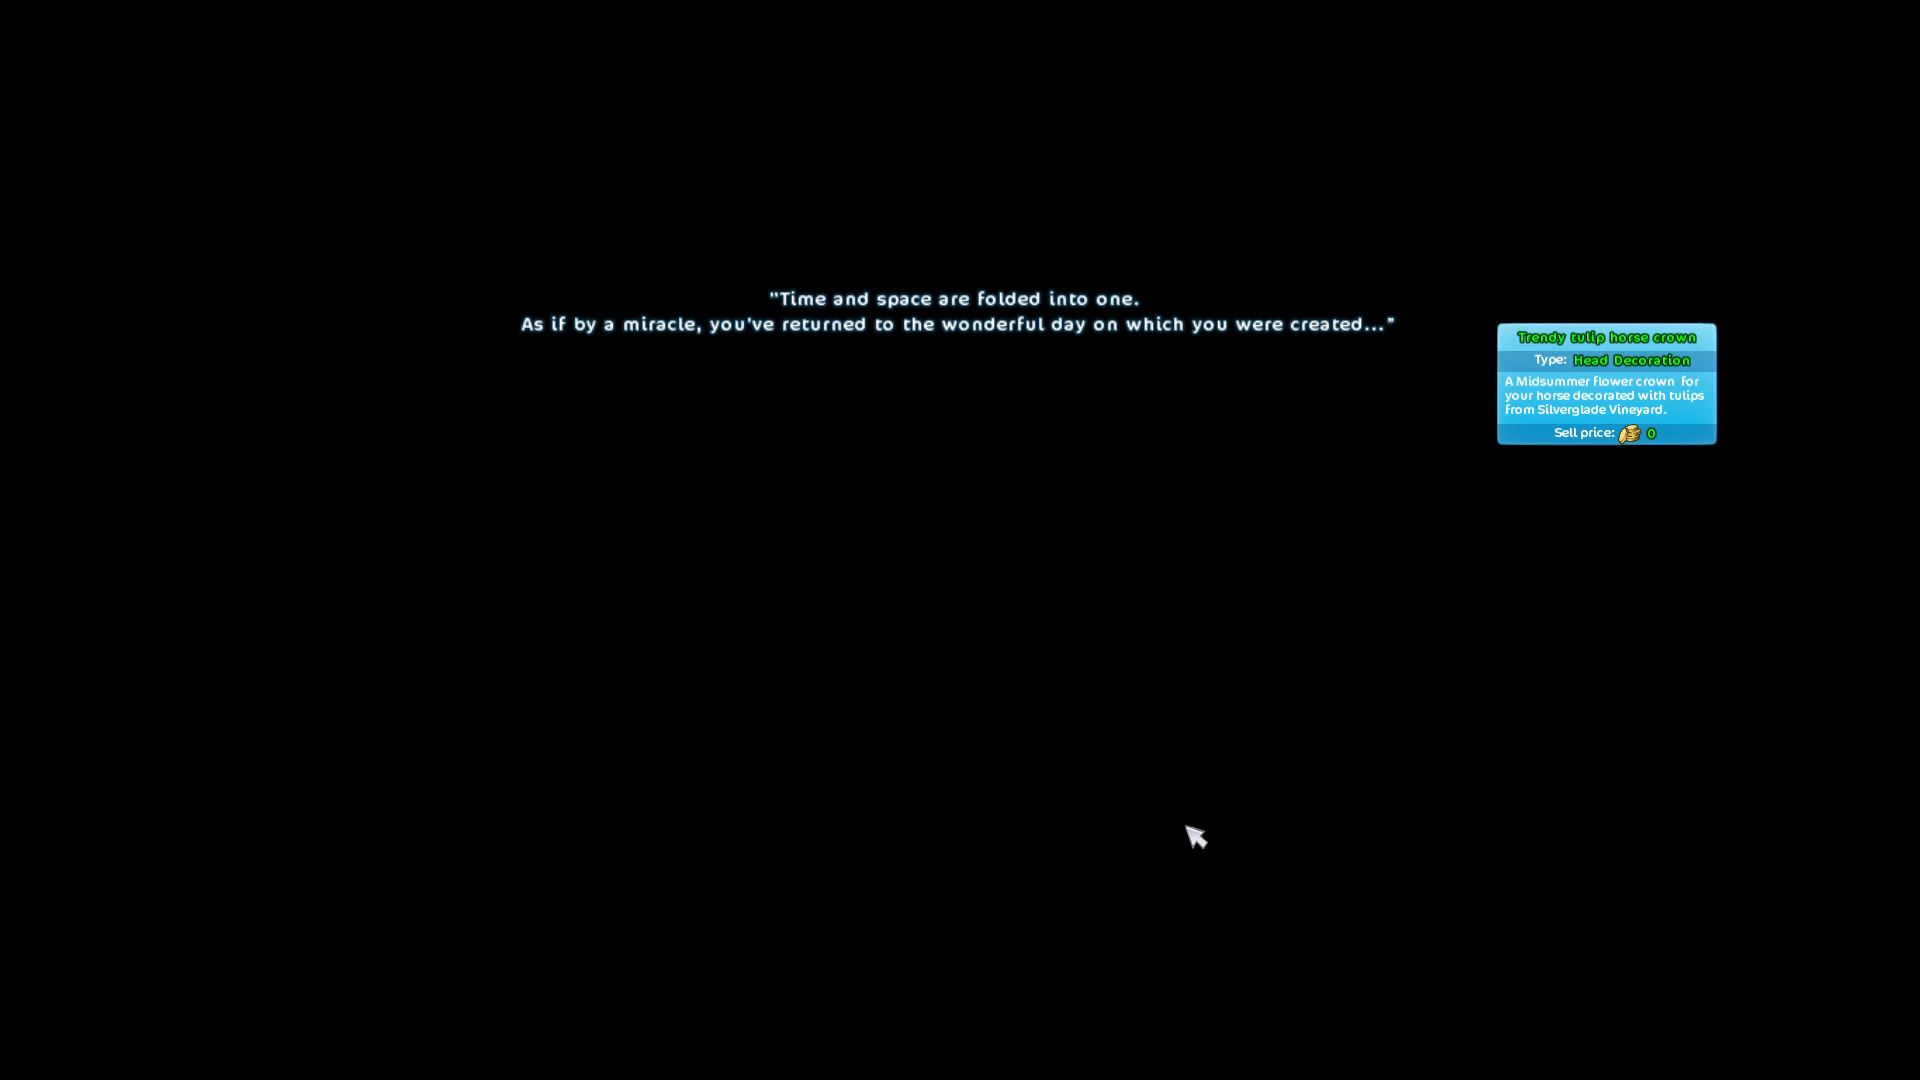 "Time and space are folded into one.
As if by a miracle, you've returned to the wonderful day on which you were created..."
Trendy tulip horse crown
Type: Head Decoration
A Midsummer flower crown for
your horse decorated with tulips
from Silverglade Vineyard.
Sell price: 0